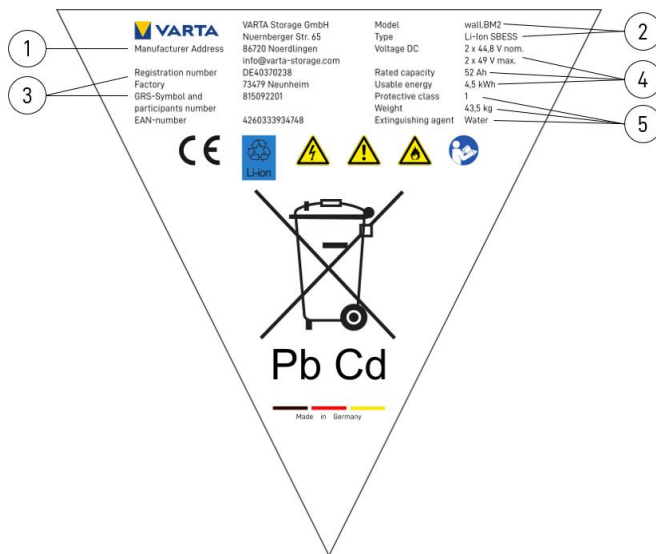 VARTA
VARTA Storage GmbH
Nuernberger Str. 65
Manufacturer Address
86720 Noerdlingen
info@varta-storage.com
Registration number
DE40370238
Factory
73479 Neunheim
GRS-Symbol and
815092201
participants number
EAN-number
4260333934748
Model
wall.BM2
Type
Li-Ion SBESS
Voltage DC
2 x 44,8 V nom.
2 x 49 V max.
Rated capacity
52 Ah
Usable energy
4,5 kWh
Protective class
1
Weight
43,5 kg
Extinguishing agent
Water
1
3
2
4
5
CE
Li-ion
Pb Cd
Made in Germany